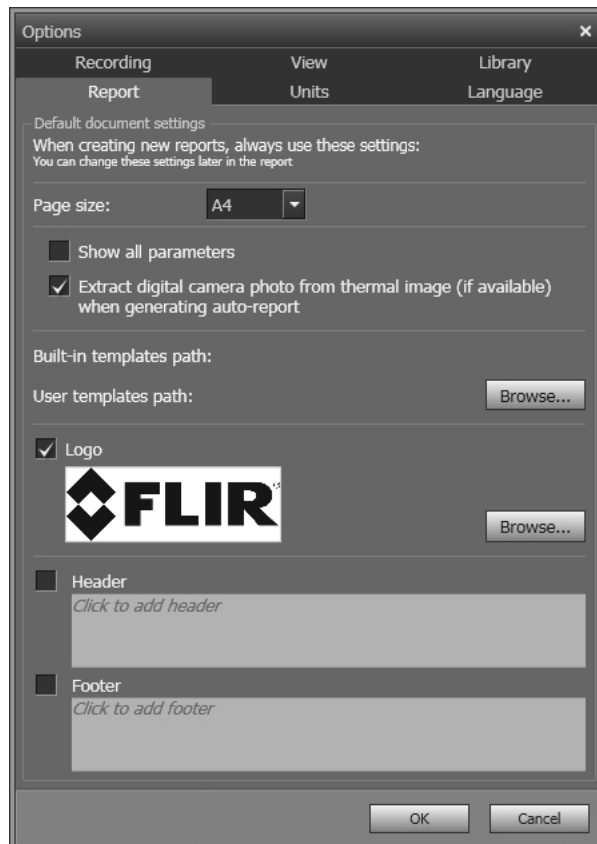 Options
Recording
View
Library
Report
Units
Language
Default document settings
When creating new reports, always use these settings:
You can change these settings later in the report
Page size:
A4
Show all parameters
Extract digital camera photo from thermal image (if available)
when generating auto-report
Built-in templates path:
User templates path:
Browse...
Logo
FLIR
Browse...
Header
Click to add header
Footer
Click to add footer
OK
Cancel